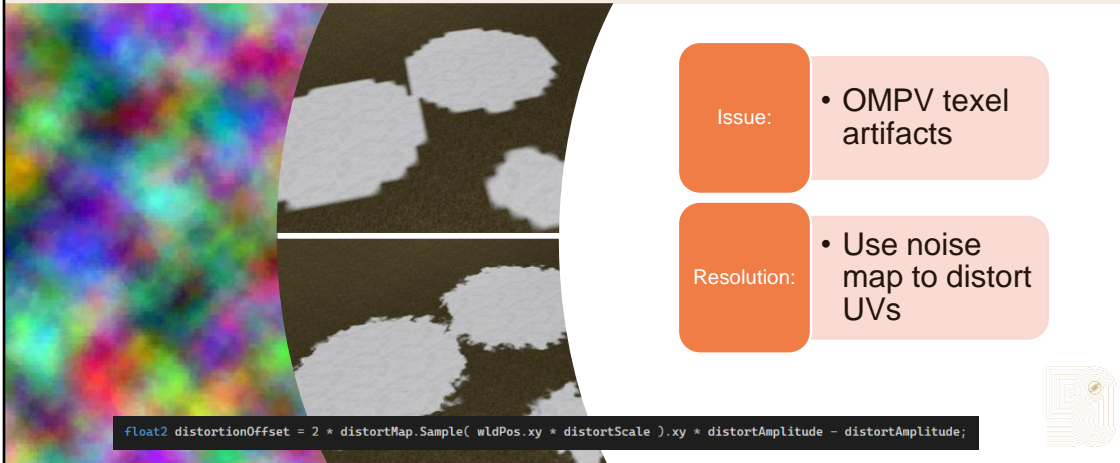 Issue:
• OMPV texel
artifacts
Resolution:
• Use noise
map to distort
UVs
float2 distortionOffset = 2 * distortMap.Sample( wldPos.xy * distortScale ).xy * distortAmplitude - distortAmplitude;